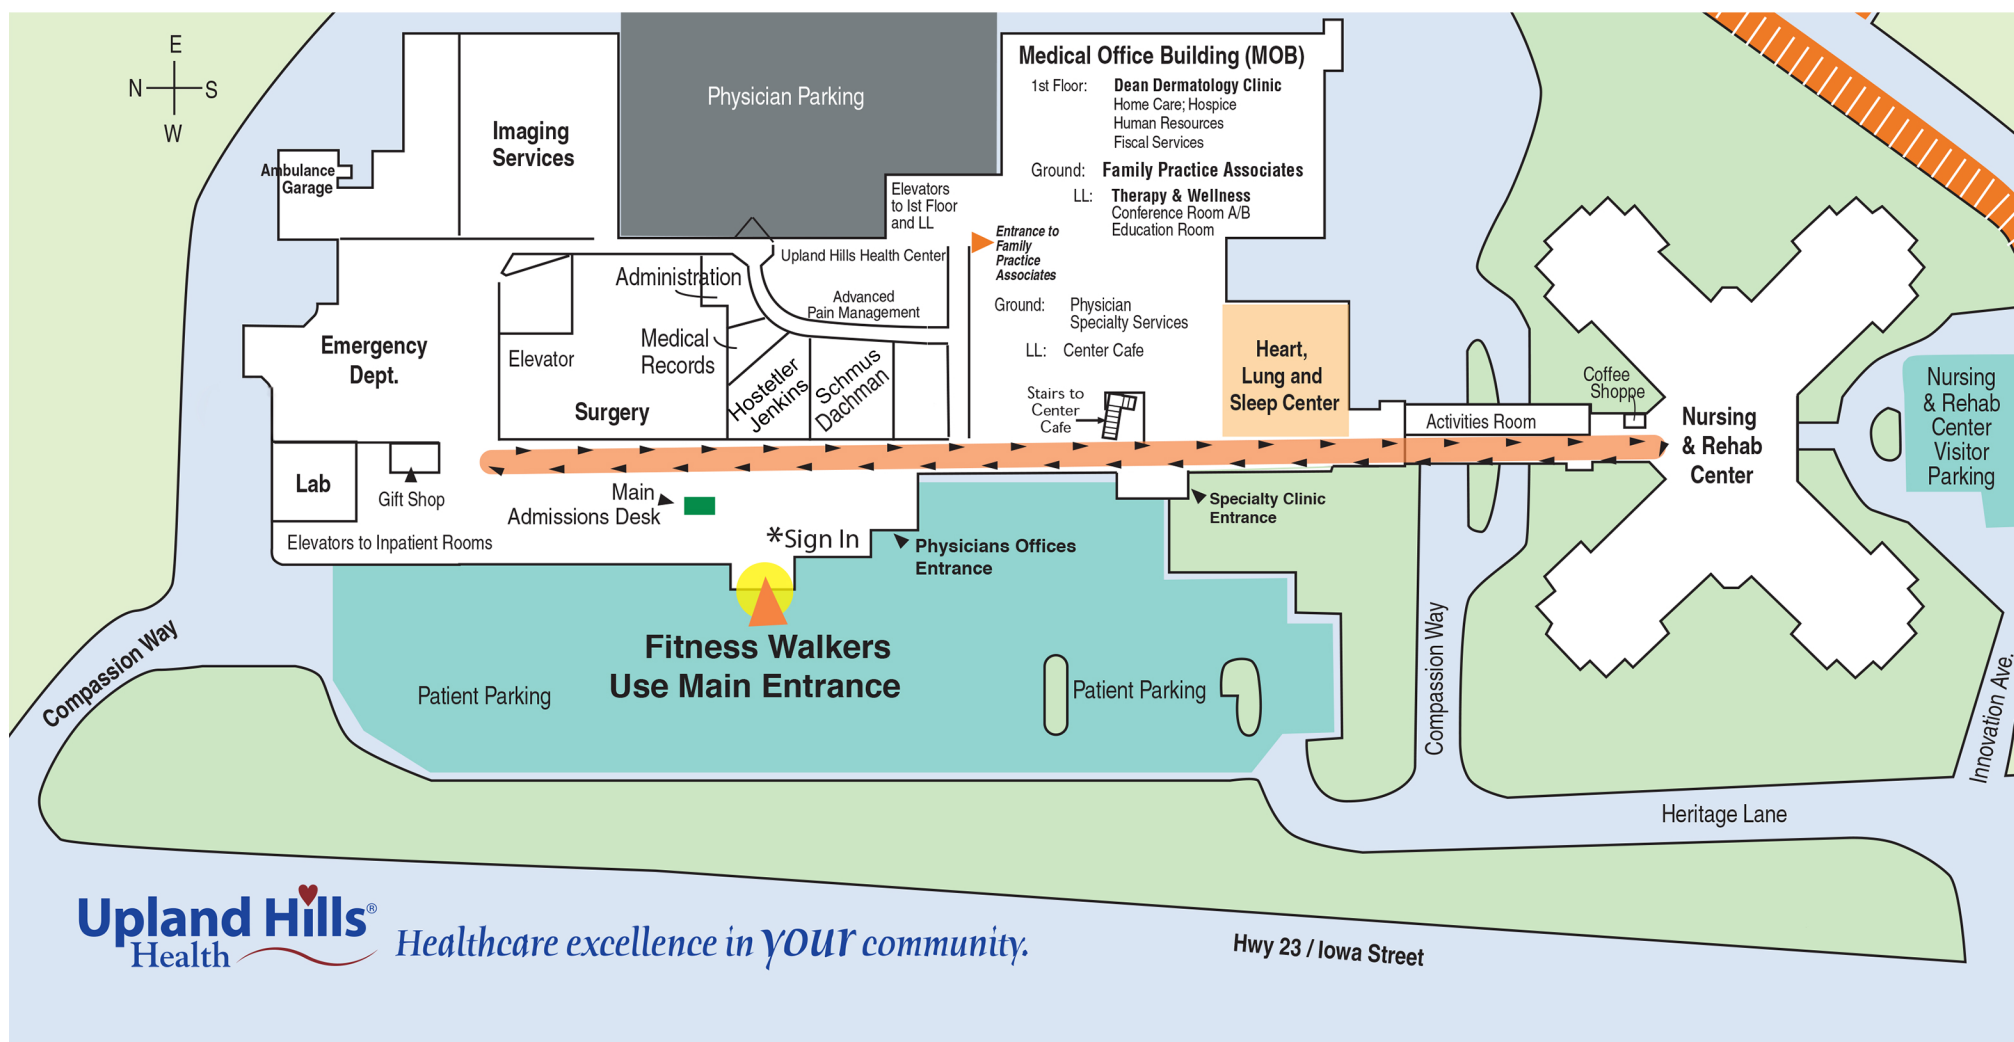 E
N
S
W
Imaging
Services
Ambulance
Garage
Physician Parking
Medical Office Building (MOB)
1st Floor: Dean Dermatology Clinic
Home Care; Hospice
Human Resources
Fiscal Services
Ground: Family Practice Associates
LL: Therapy & Wellness
Conference Room A/B
Education Room
Elevators
to Ist Floor
and LL
Entrance to
Family
Practice
Associates
Upland Hills Health Center
Administration
Advanced
Pain Management
Ground: Physician
Specialty Services
LL: Center Cafe
Emergency
Dept.
Elevator
Medical
Records
Surgery
Hostetler
Jenkins
Schmus
Dachman
Stairs to
Center
Cafe
Heart,
Lung and
Sleep Center
Activities Room
Coffee
Shoppe
Nursing
& Rehab
Center
Nursing
& Rehab
Center
Visitor
Parking
Lab
Gift Shop
Main
Admissions Desk
Elevators to Inpatient Rooms
*Sign In
Physicians Offices
Entrance
Specialty Clinic
Entrance
Fitness Walkers
Use Main Entrance
Patient Parking
Patient Parking
Compassion Way
Compassion Way
Innovation Ave.
Heritage Lane
Hwy 23 / Iowa Street
Upland Hills®
Health
Healthcare excellence in your community.